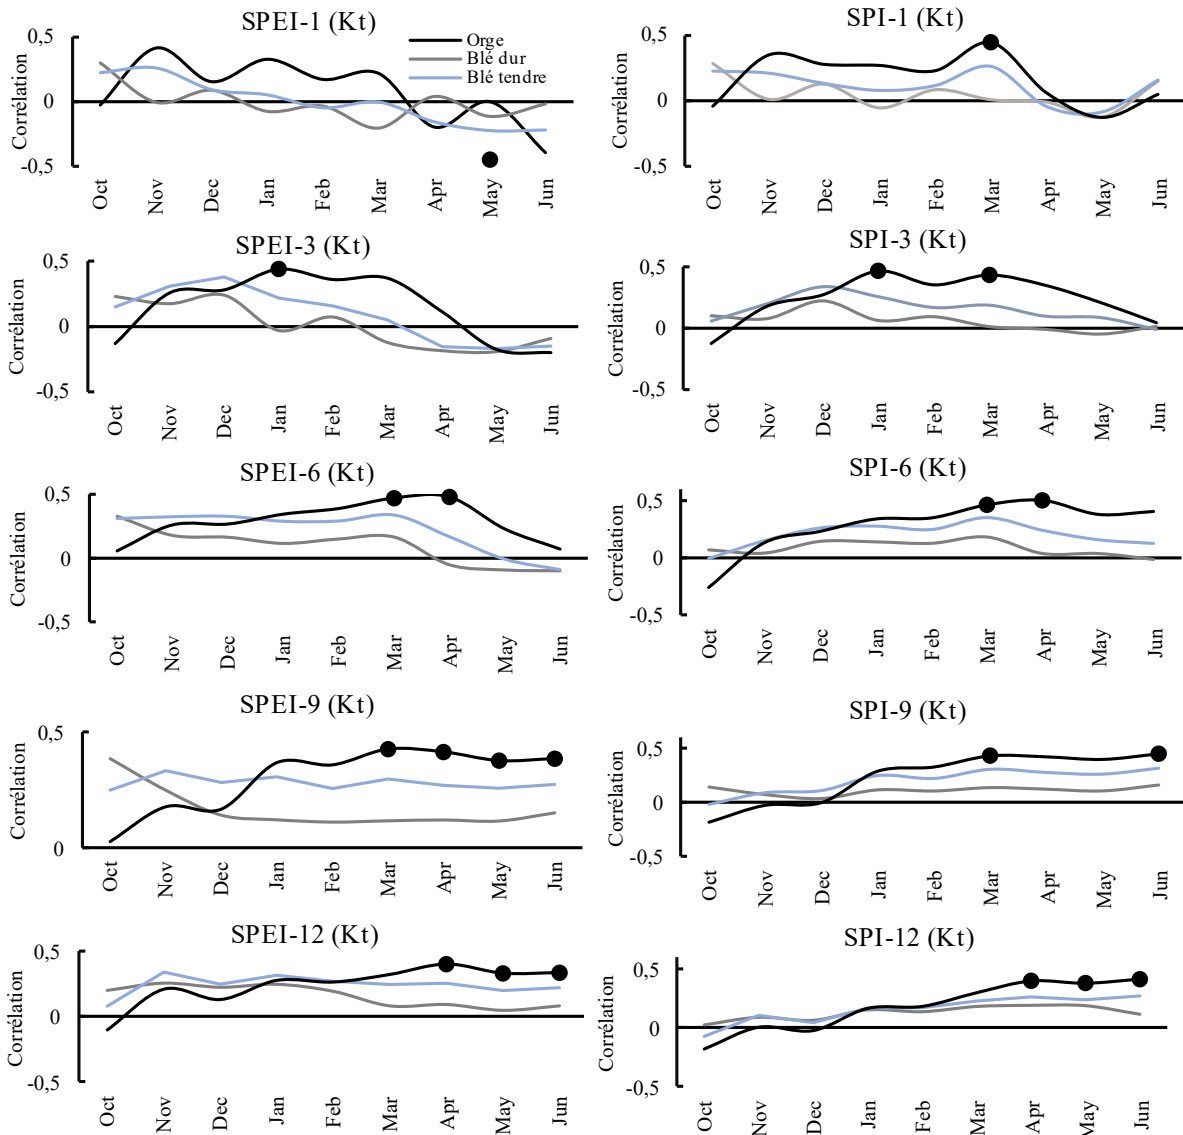 SPEI-1 (Kt)
0,5
0
-0,5
Corrélation
Orge
Blé dur
Blé tendre
Oct Nov Dec Jan Feb Mar Apr May Jun
SPI-1 (Kt)
0,5
0
-0,5
Corrélation
Oct Nov Dec Jan Feb Mar Apr May Jun
SPEI-3 (Kt)
0,5
0
-0,5
Corrélation
Oct Nov Dec Jan Feb Mar Apr May Jun
SPI-3 (Kt)
0,5
0
-0,5
Corrélation
Oct Nov Dec Jan Feb Mar Apr May Jun
SPEI-6 (Kt)
0,5
0
-0,5
Corrélation
Oct Nov Dec Jan Feb Mar Apr May Jun
SPI-6 (Kt)
0,5
0
-0,5
Corrélation
Oct Nov Dec Jan Feb Mar Apr May Jun
SPEI-9 (Kt)
0,5
0
Corrélation
Oct Nov Dec Jan Feb Mar Apr May Jun
SPI-9 (Kt)
0,5
0
-0,5
Corrélation
Oct Nov Dec Jan Feb Mar Apr May Jun
SPEI-12 (Kt)
0,5
0
-0,5
Corrélation
Oct Nov Dec Jan Feb Mar Apr May Jun
SPI-12 (Kt)
0,5
0
-0,5
Corrélation
Oct Nov Dec Jan Feb Mar Apr May Jun